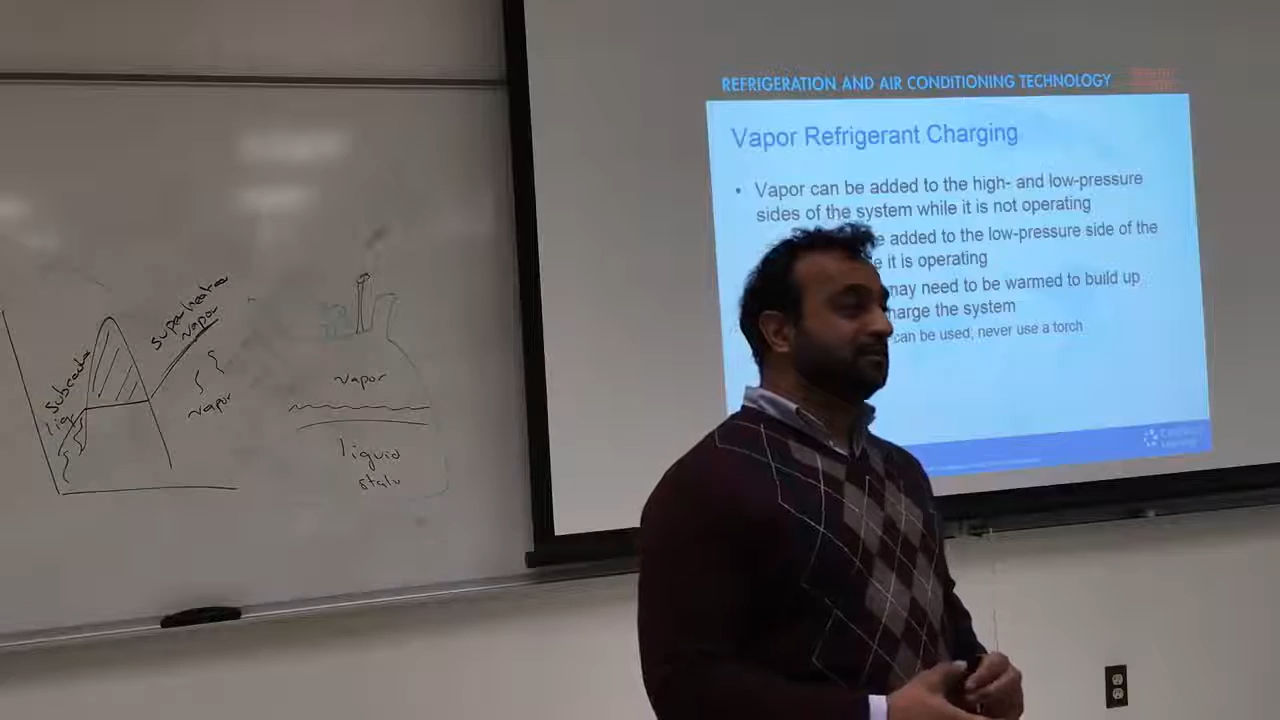 REFRIGERATION AND AIR CONDITIONING TECHNOLOGY
Vapor Refrigerant Charging
• Vapor can be added to the high- and low-pressure
sides of the system while it is not operating
added to the low-pressure side of the
it is operating
may need to be warmed to build up
charge the system
can be used, never use a torch
Learning
superheated
vapor
subcooled
liq
vapor
vapor
liquid